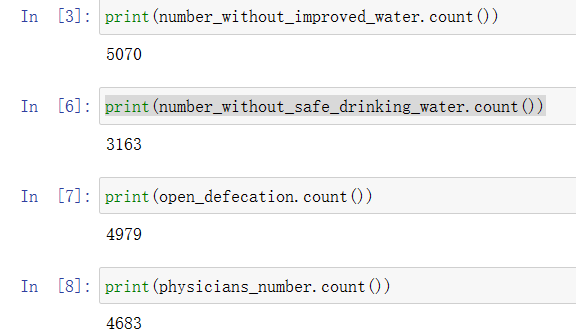 In [3]: print(number_without_improved_water.count())
5070
In [6]: print(number_without_safe_drinking_water.count())
3163
In [7]: print(open_defecation.count())
4979
In [8]: print(physicians_number.count())
4683